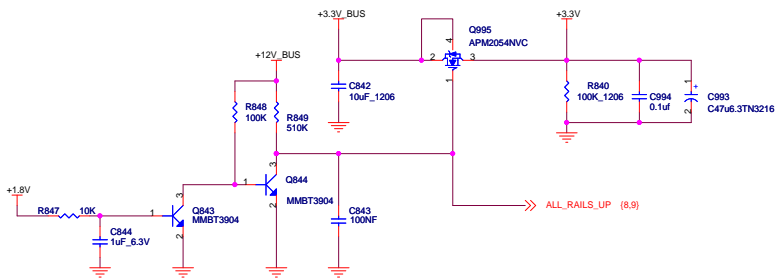 +3.3V_BUS
Q995
APM2054NVC
4
2
3
1
+3.3V
+12V_BUS
C842
10uF_1206
R840
100K_1206
C994
0.1uf
1
+
C993
C47u6.3TN3216
2
R848
100K
R849
510K
3
Q844
1
MMBT3904
2
+1.8V
R847
10K
3
Q843
1
MMBT3904
2
C844
1uF_6.3V
C843
100NF
ALL_RAILS_UP {8,9}